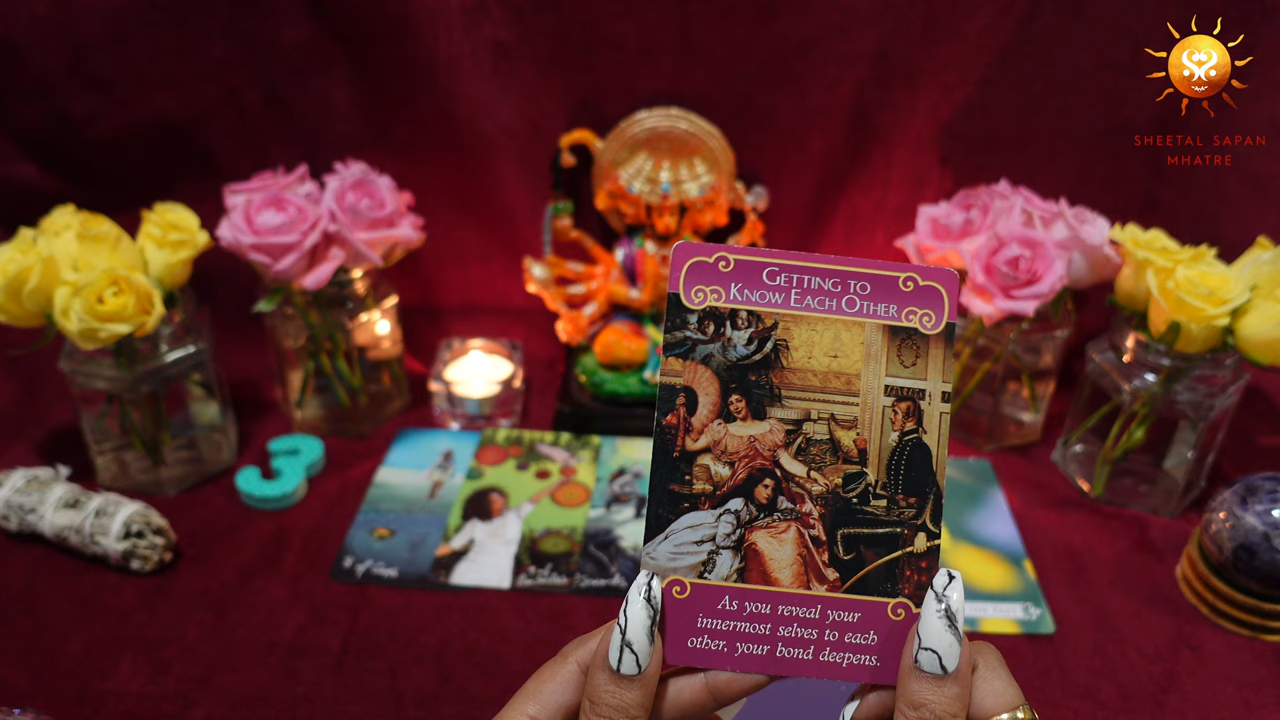 SHEETAL SAPAN
MHATRE
GETTING TO
KNOW EACH OTHER
As you reveal your
innermost selves to each
other, your bond deepens.
3